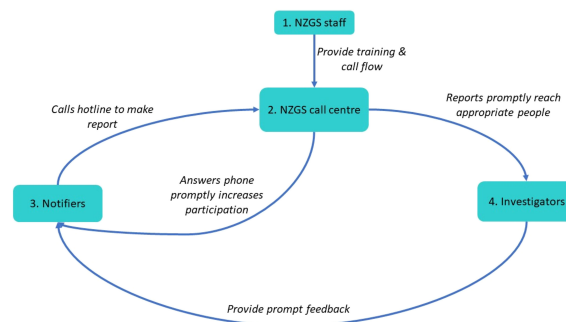 1. NZGS staff
Provide training &
call flow
Calls hotline to make
report
2. NZGS call centre
Reports promptly reach
appropriate people
Answers phone
promptly increases
participation
3. Notifiers
4. Investigators
Provide prompt feedback